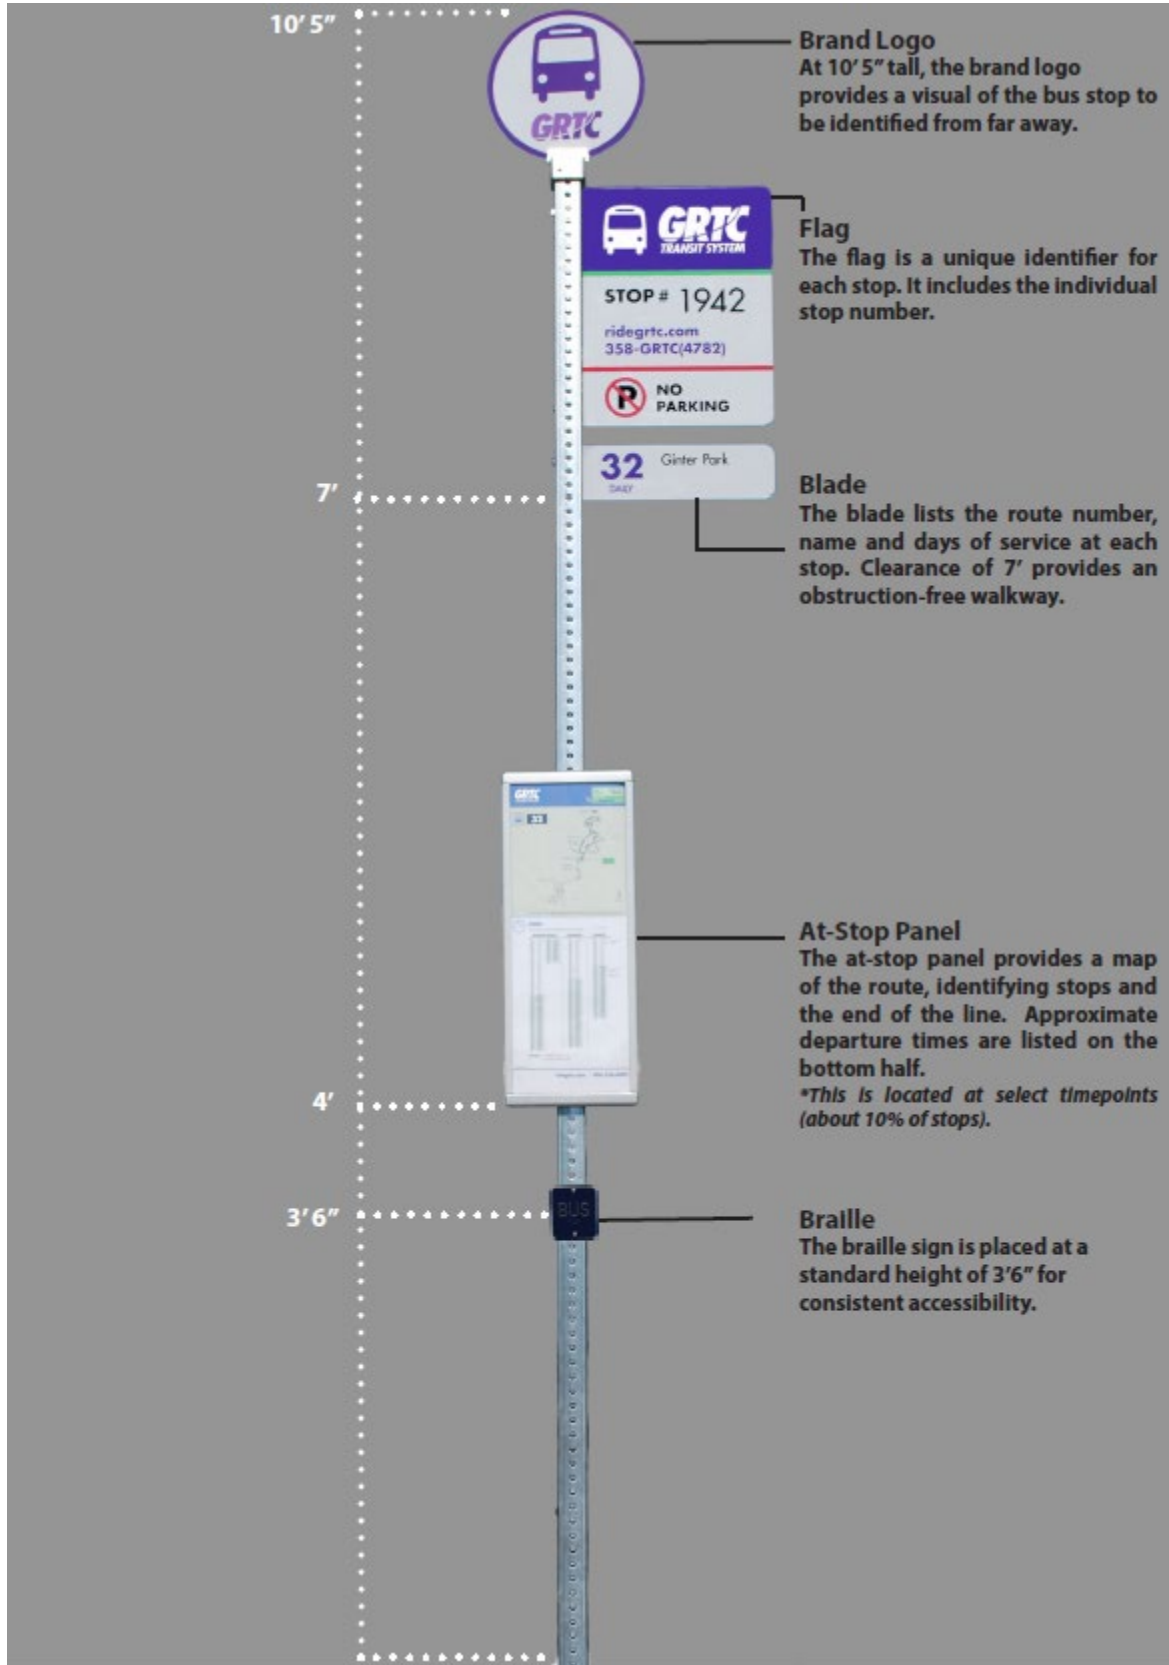 10' 5"
GRTC
Brand Logo
At 10' 5" tall, the brand logo
provides a visual of the bus stop to
be identified from far away.
GRTC
TRANSIT SYSTEM
STOP # 1942
ridegrtc.com
358-GRTC(4782)
P NO
PARKING
Flag
The flag is a unique identifier for
each stop. It includes the individual
stop number.
32 Ginter Park
DAILY
7'
Blade
The blade lists the route number,
name and days of service at each
stop. Clearance of 7' provides an
obstruction-free walkway.
GRTC
32
At-Stop Panel
The at-stop panel provides a map
of the route, identifying stops and
the end of the line. Approximate
departure times are listed on the
bottom half.
*This is located at select timepoints
(about 10% of stops).
4'
3' 6"
BUS
Braille
The braille sign is placed at a
standard height of 3'6" for
consistent accessibility.